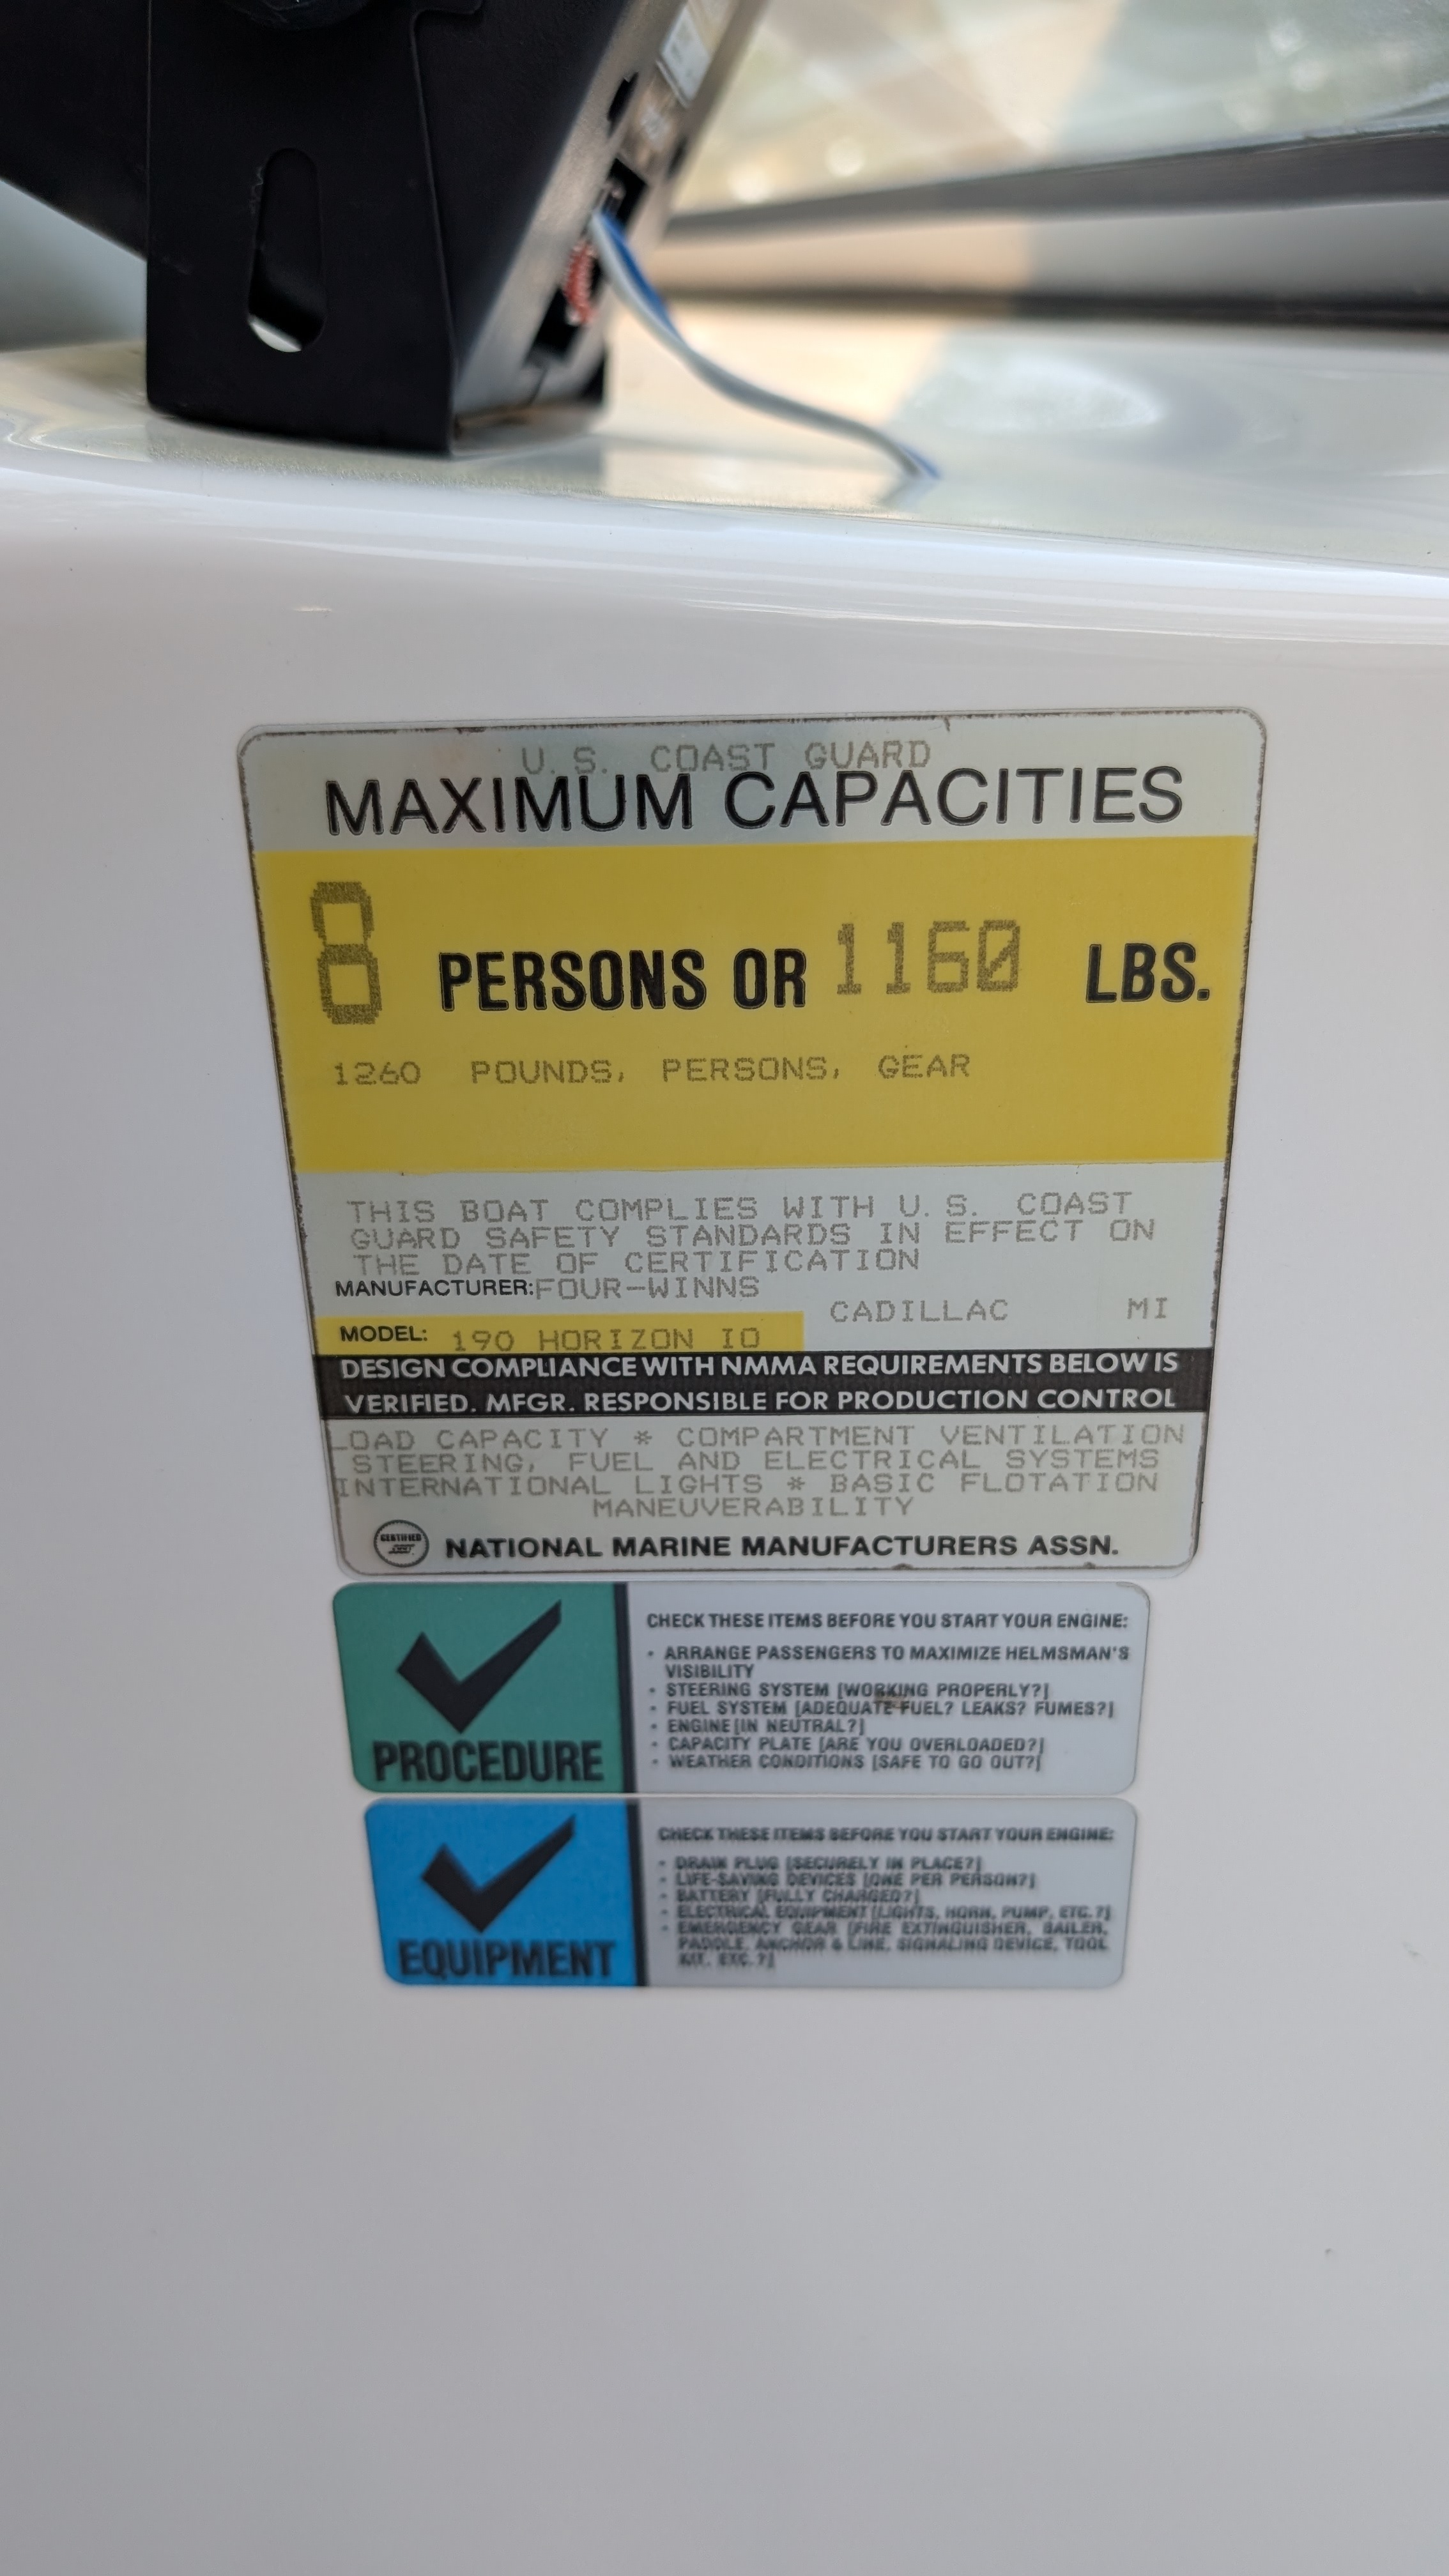 U.S. COAST GUARD
MAXIMUM CAPACITIES
8 PERSONS OR 1160 LBS.
1260 POUNDS, PERSONS, GEAR
THIS BOAT COMPLIES WITH U.S. COAST
GUARD SAFETY STANDARDS IN EFFECT ON
THE DATE OF CERTIFICATION
MANUFACTURER: FOUR-WINNS
CADILLAC MI
MODEL: 190 HORIZON IO
DESIGN COMPLIANCE WITH NMMA REQUIREMENTS BELOW IS
VERIFIED. MFGR. RESPONSIBLE FOR PRODUCTION CONTROL
LOAD CAPACITY * COMPARTMENT VENTILATION
STEERING, FUEL AND ELECTRICAL SYSTEMS
INTERNATIONAL LIGHTS * BASIC FLOTATION
MANEUVERABILITY
CERTIFIED
NATIONAL MARINE MANUFACTURERS ASSN.
PROCEDURE
CHECK THESE ITEMS BEFORE YOU START YOUR ENGINE:
• ARRANGE PASSENGERS TO MAXIMIZE HELMSMAN'S
VISIBILITY
• STEERING SYSTEM [WORKING PROPERLY?]
• FUEL SYSTEM [ADEQUATE FUEL? LEAKS? FUMES?]
• ENGINE [IN NEUTRAL?]
• CAPACITY PLATE [ARE YOU OVERLOADED?]
• WEATHER CONDITIONS [SAFE TO GO OUT?]
EQUIPMENT
CHECK THESE ITEMS BEFORE YOU START YOUR ENGINE:
• DRAIN PLUG [SECURELY IN PLACE?]
• LIFE-SAVING DEVICES [ONE PER PERSON?]
• BATTERY [FULLY CHARGED?]
• ELECTRICAL EQUIPMENT [LIGHTS, HORN, PUMP, ETC.?]
• EMERGENCY GEAR [FIRE EXTINGUISHER, BAILER,
PADDLE, ANCHOR & LINE, SIGNALING DEVICE, TOOL
KIT, ETC.?]